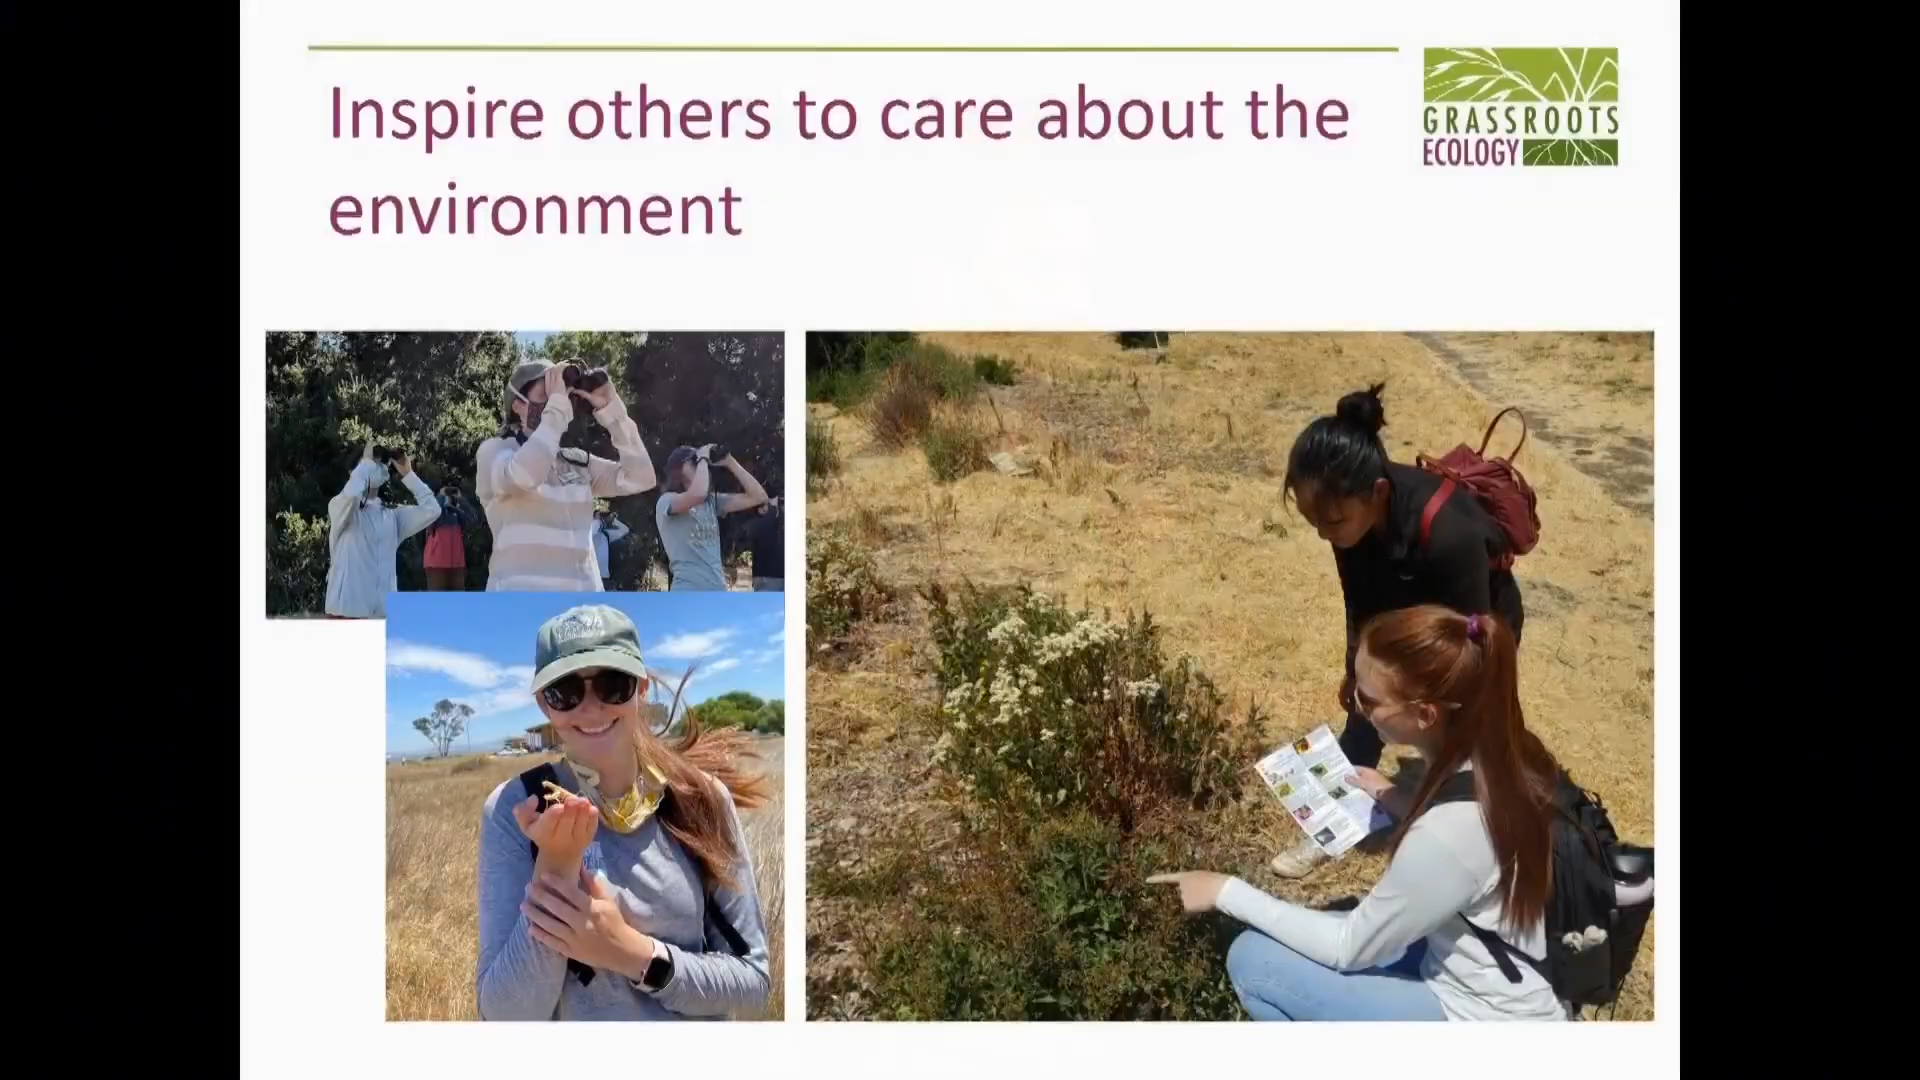 Inspire others to care about the
environment
GRASSROOTS
ECOLOGY